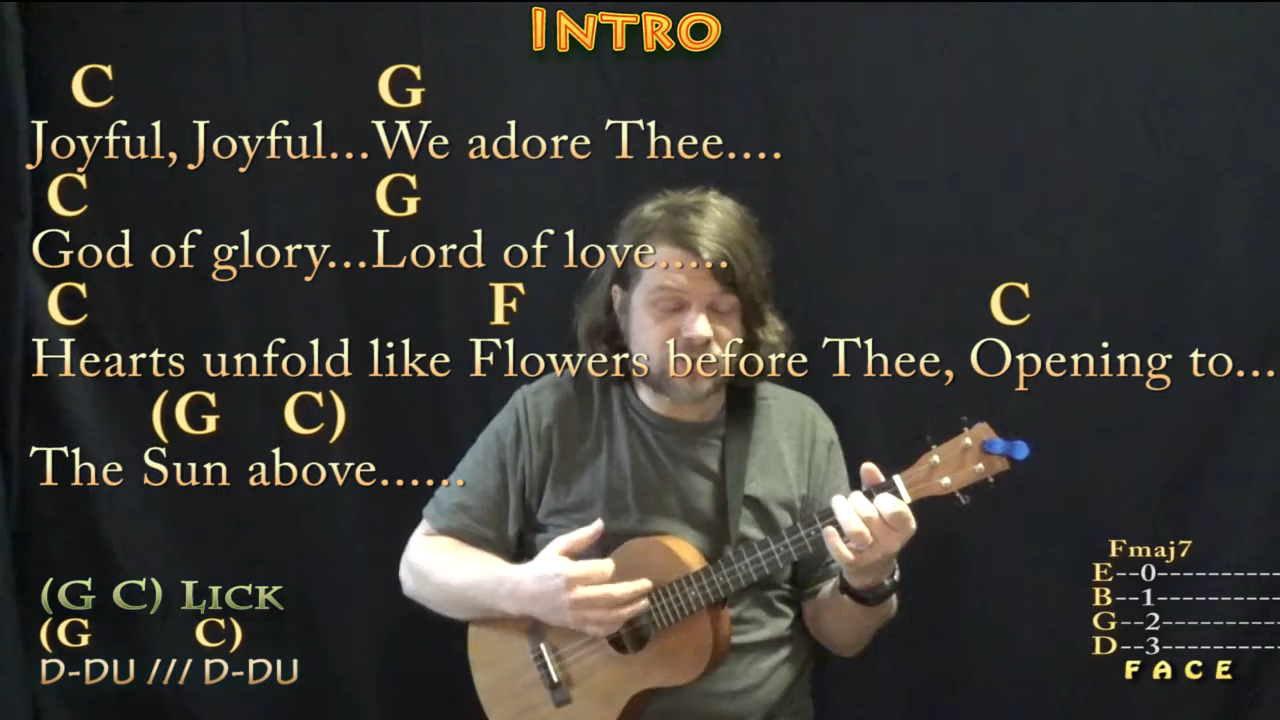 INTRO
C G
Joyful, Joyful...We adore Thee....
C G
God of glory...Lord of love.....
C F C
Hearts unfold like Flowers before Thee, Opening to...
(G C)
The Sun above......
(G C) LICK
(G C)
D-DU /// D-DU
Fmaj7
E--0----------
B--1----------
G--2----------
D--3----------
F A C E